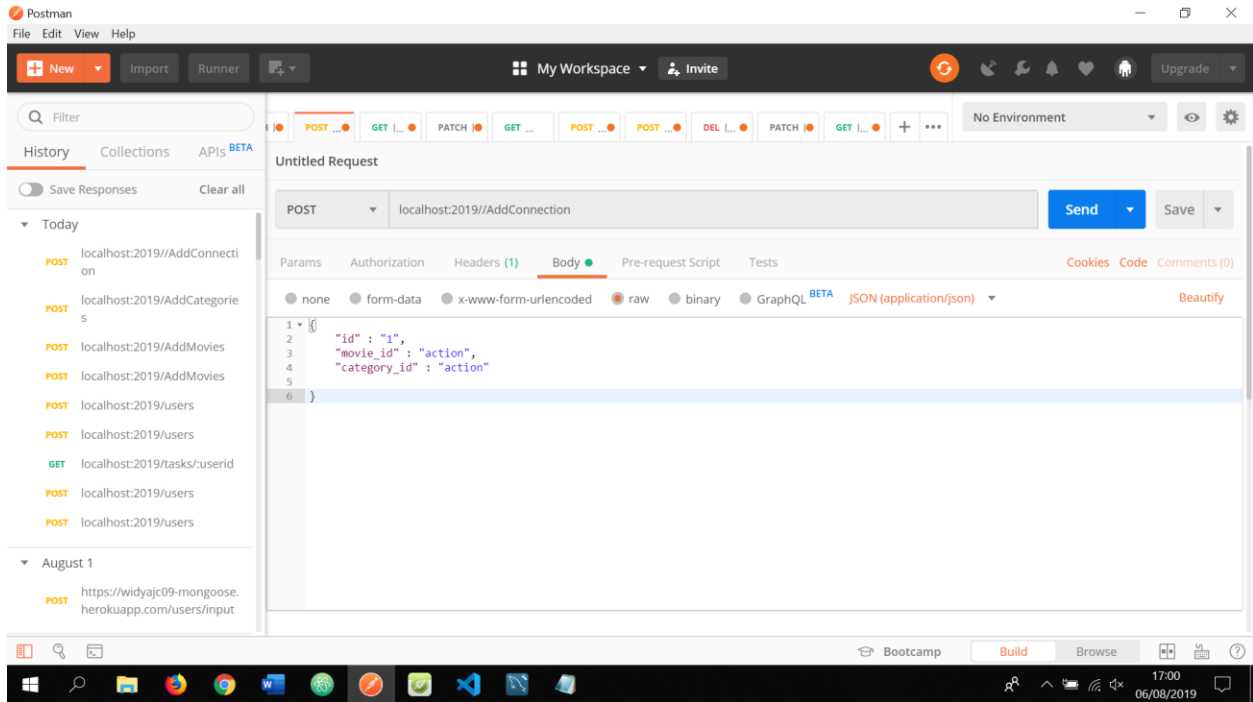 Postman
File Edit View Help
New Import Runner My Workspace Invite Upgrade
Filter
History Collections APIs BETA
Save Responses Clear all
Today
POST localhost:2019//AddConnecti
on
POST localhost:2019/AddCategorie
s
POST localhost:2019/AddMovies
POST localhost:2019/AddMovies
POST localhost:2019/users
POST localhost:2019/users
GET localhost:2019/tasks/:userid
POST localhost:2019/users
POST localhost:2019/users
August 1
POST https://widyajc09-mongoose.
herokuapp.com/users/input
POST ... GET |... PATCH | GET ... POST ... POST ... DEL |... PATCH | GET |... + ••• No Environment
Untitled Request
POST localhost:2019//AddConnection Send Save
Params Authorization Headers (1) Body Pre-request Script Tests Cookies Code Comments (0)
none form-data x-www-form-urlencoded raw binary GraphQL BETA JSON (application/json) Beautify
1 {
2 "id" : "1",
3 "movie_id" : "action",
4 "category_id" : "action"
5
6 }
Bootcamp Build Browse
17:00
06/08/2019